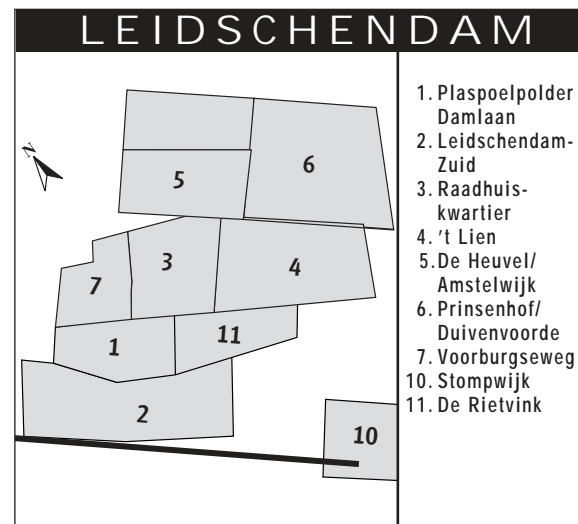 LEIDSCHENDAM
N
5
6
3
4
7
1
11
2
10
1. Plaspoelpolder
Damlaan
2. Leidschendam-
Zuid
3. Raadhuis-
kwartier
4. 't Lien
5. De Heuvel/
Amstelwijk
6. Prinsenhof/
Duivenvoorde
7. Voorburgseweg
10. Stompwijk
11. De Rietvink